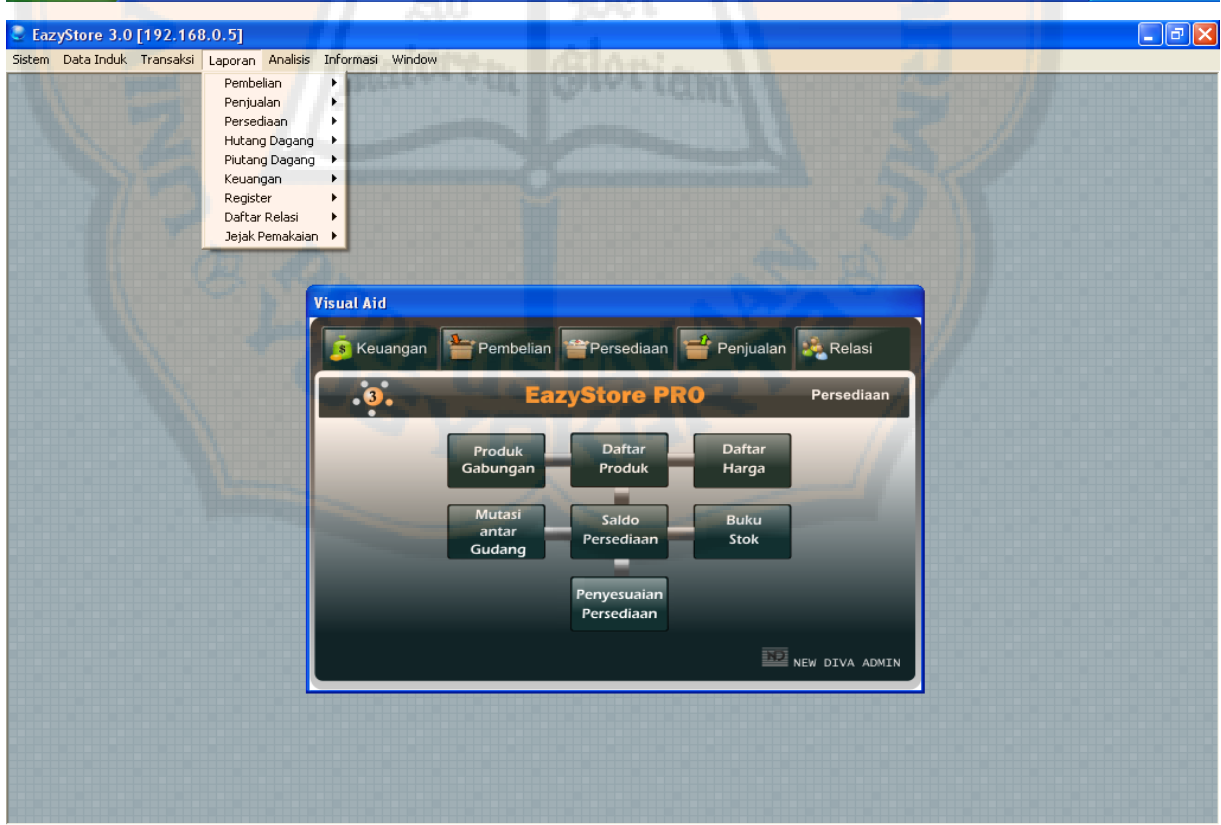 EazyStore 3.0 [192.168.0.5]
Sistem Data Induk Transaksi Laporan Analisis Informasi Window
Pembelian
Penjualan
Persediaan
Hutang Dagang
Piutang Dagang
Keuangan
Register
Daftar Relasi
Jejak Pemakaian
Visual Aid
$ Keuangan Pembelian Persediaan Penjualan Relasi
3 EazyStore PRO Persediaan
Produk Gabungan
Daftar Produk
Daftar Harga
Mutasi antar Gudang
Saldo Persediaan
Buku Stok
Penyesuaian Persediaan
NEW DIVA ADMIN
Gloriam